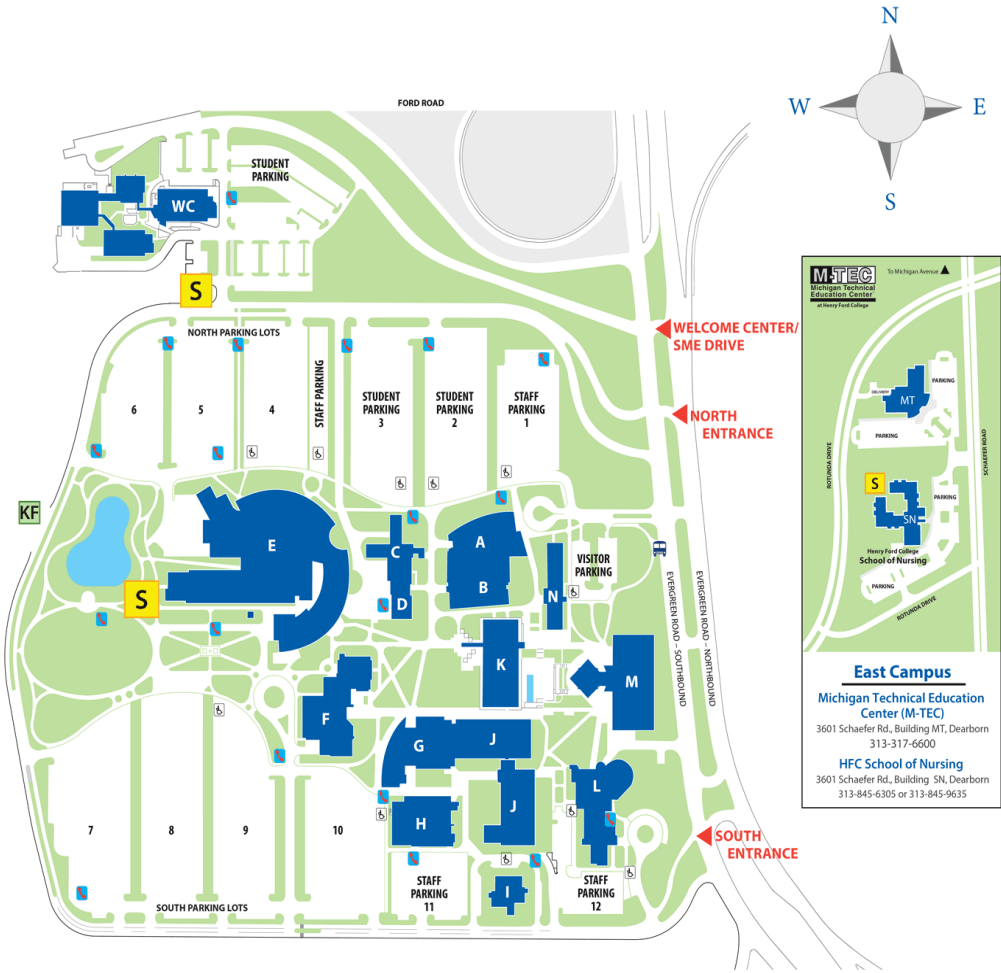 N
W
E
S
FORD ROAD
STUDENT
PARKING
WC
S
NORTH PARKING LOTS
WELCOME CENTER/
SME DRIVE
NORTH
ENTRANCE
6
5
4
STAFF PARKING
STUDENT
PARKING
3
STUDENT
PARKING
2
STAFF
PARKING
1
KF
E
C
D
A
B
N
VISITOR
PARKING
S
K
M
EVERGREEN ROAD – SOUTHBOUND
EVERGREEN ROAD – NORTHBOUND
F
G
J
J
L
H
I
7
8
9
10
STAFF
PARKING
11
STAFF
PARKING
12
SOUTH PARKING LOTS
SOUTH
ENTRANCE
M-TEC
Michigan Technical
Education Center
at Henry Ford College
To Michigan Avenue
DELIVERY
MT
PARKING
PARKING
ROTUNDA DRIVE
SCHAEFER ROAD
S
SN
PARKING
Henry Ford College
School of Nursing
PARKING
ROTUNDA DRIVE
East Campus
Michigan Technical Education
Center (M-TEC)
3601 Schaefer Rd., Building MT, Dearborn
313-317-6600
HFC School of Nursing
3601 Schaefer Rd., Building SN, Dearborn
313-845-6305 or 313-845-9635